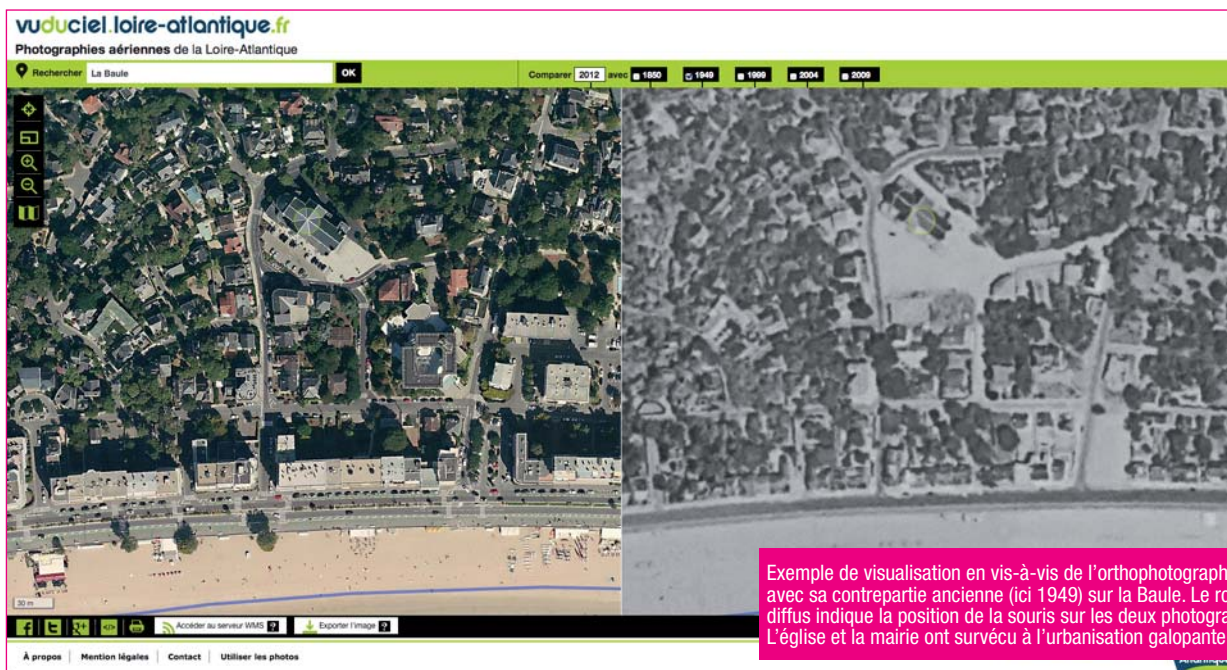 vuduciel.loire-atlantique.fr
Photographies aériennes de la Loire-Atlantique
Rechercher La Baule OK Comparer 2012 avec 1850 1949 1999 2004 2009
30 m
Accéder au serveur WMS ? Exporter l'image ?
Exemple de visualisation en vis-à-vis de l'orthophotograph
avec sa contrepartie ancienne (ici 1949) sur la Baule. Le ro
diffus indique la position de la souris sur les deux photogra
L'église et la mairie ont survécu à l'urbanisation galopante
À propos Mention légales Contact Utiliser les photos